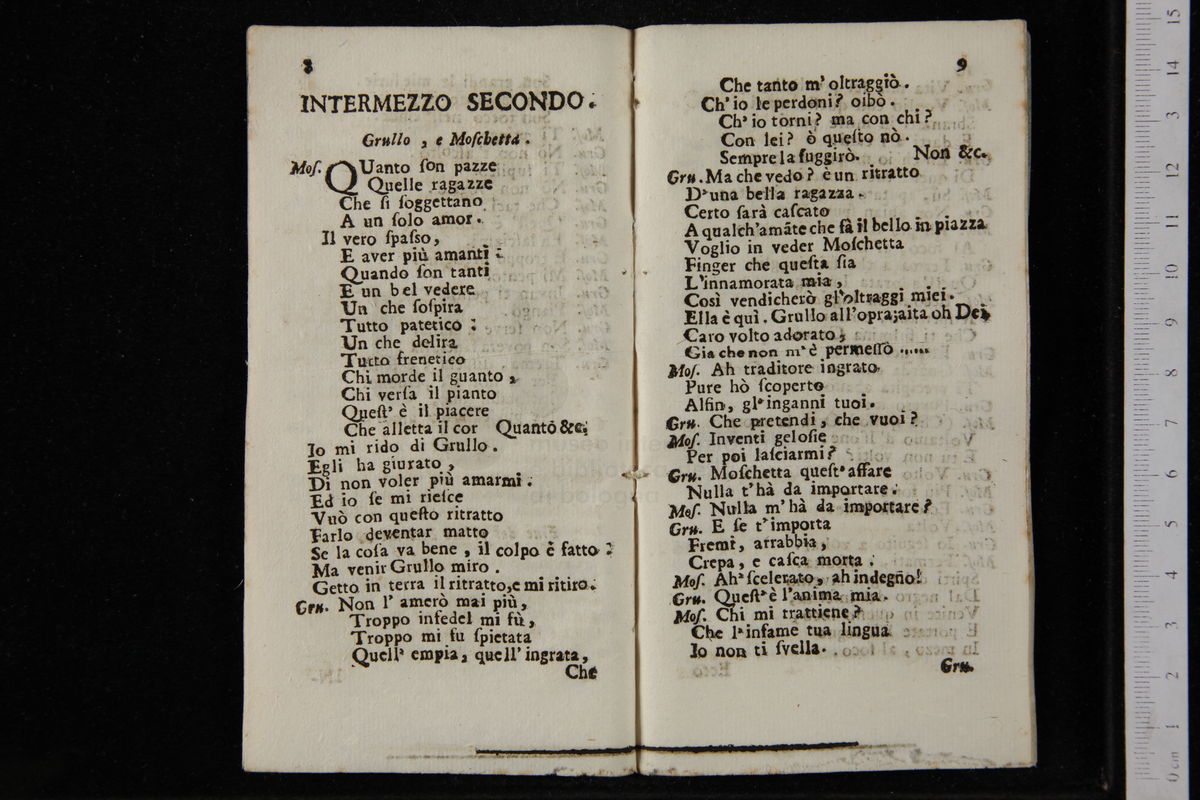 8
INTERMEZZO SECONDO.
Grullo, e Moſchetta.
Moſ. QUanto ſon pazze
Quelle ragazze
Che ſi ſoggettano
A un ſolo amor.
Il vero ſpaſso,
E aver più amanti:
Quando ſon tanti
E un bel vedere
Un che ſoſpira
Tutto patetico:
Un che delira
Tutto frenetico
Chi morde il guanto,
Chi verſa il pianto
Queſt' è il piacere
Che alletta il cor Quanto &c.
Io mi rido di Grullo.
Egli ha giurato,
Di non voler più amarmi.
Ed io ſe mi rieſce
Vuò con queſto ritratto
Farlo deventar matto
Se la coſa va bene, il colpo è fatto:
Ma venir Grullo miro.
Getto in terra il ritratto, e mi ritiro.
Gru. Non l' amerò mai più,
Troppo infedel mi fù,
Troppo mi fu ſpietata
Quell' empia, quell' ingrata,
Che
9
Che tanto m' oltraggiò.
Ch' io le perdoni? oibò.
Ch' io torni? ma con chi?
Con lei? ò queſto nò.
Sempre la fuggirò. Non &c.
Gru. Ma che vedo? è un ritratto
D' una bella ragazza.
Certo ſarà caſcato
A qualch' amãte che fà il bello in piazza
Voglio in veder Moſchetta
Finger che queſta ſia
L' innamorata mia,
Così vendicherò gl' oltraggi miei.
Ella è quì. Grullo all' opra; aita oh Dei,
Caro volto adorato;
Gia che non m' è permeſſo ......
Moſ. Ah traditore ingrato
Pure hò ſcoperto
Alfin, gl' inganni tuoi.
Gru. Che pretendi, che vuoi?
Moſ. Inventi geloſie
Per poi laſciarmi?
Gru. Moſchetta queſt' affare
Nulla t' hà da importare.
Moſ. Nulla m' hà da importare?
Gru. E ſe t' importa
Fremi, arrabbia,
Crepa, e caſca morta.
Moſ. Ah' ſcelerato, ah indegno!
Gru. Queſt' è l' anima mia.
Moſ. Chi mi trattiene?
Che l' infame tua lingua
Io non ti ſvella.
Gru.